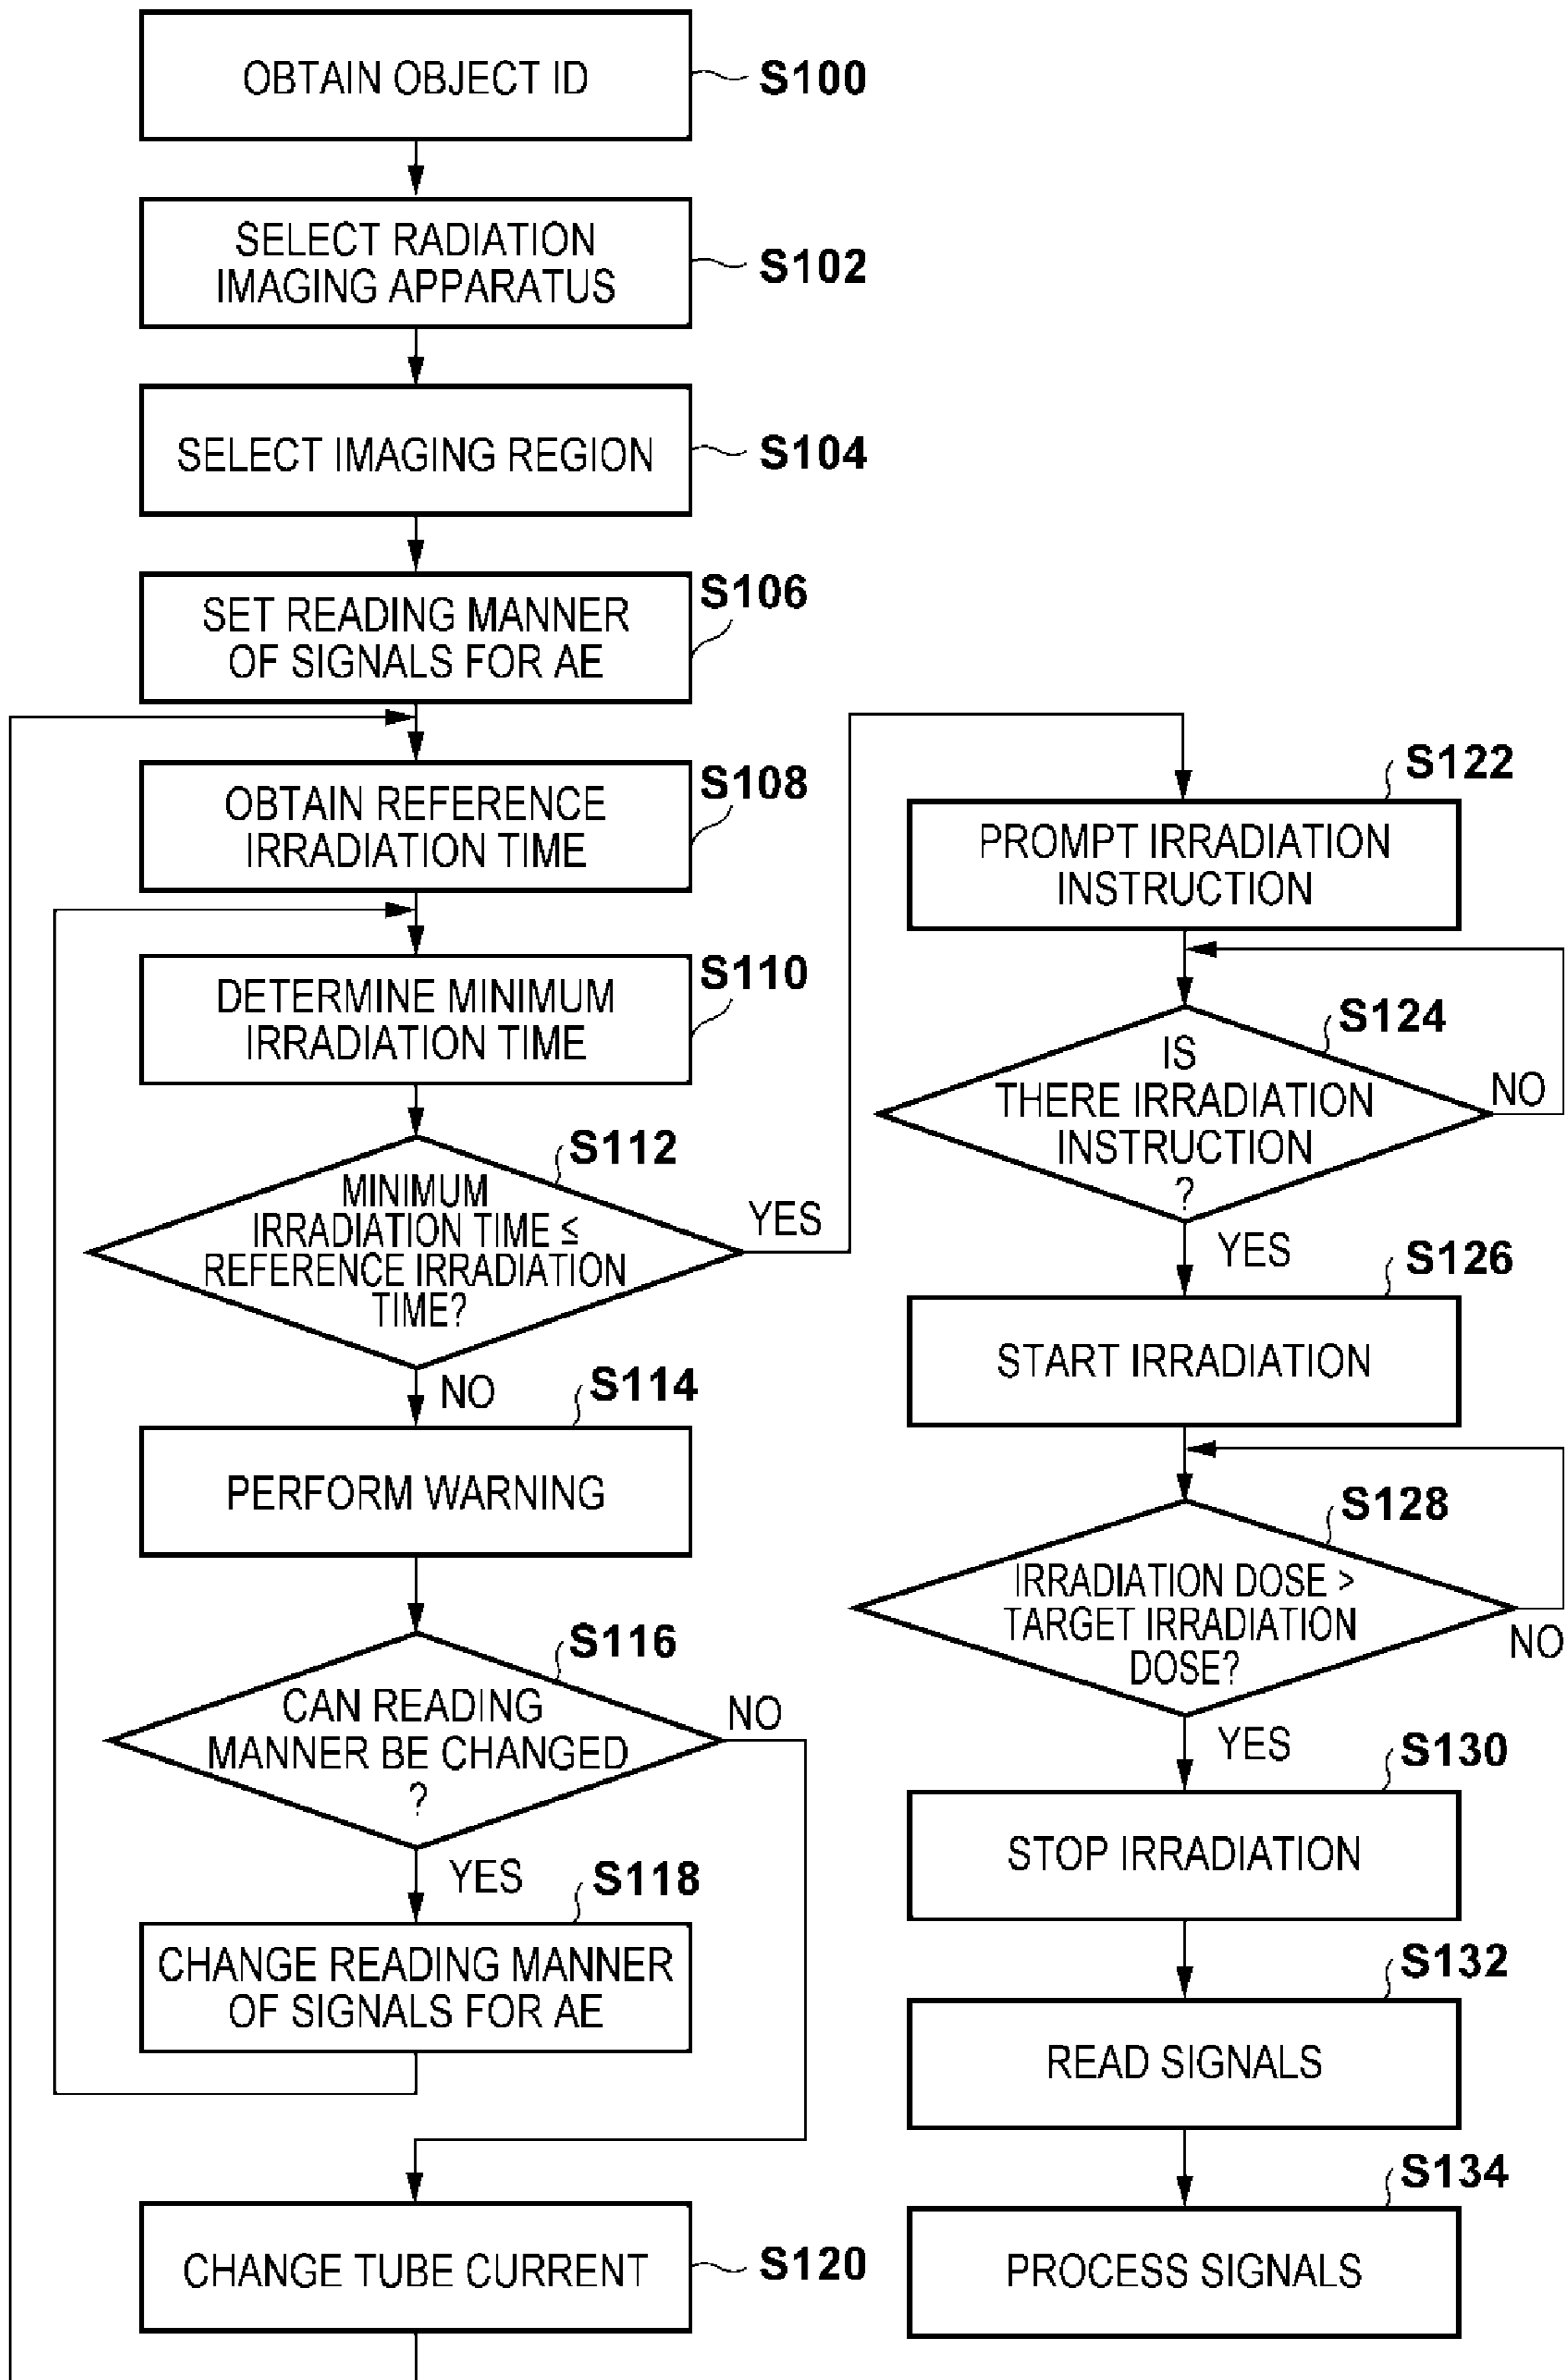 OBTAIN OBJECT ID
S100
SELECT RADIATION
IMAGING APPARATUS
S102
SELECT IMAGING REGION
S104
SET READING MANNER
OF SIGNALS FOR AE
S106
OBTAIN REFERENCE
IRRADIATION TIME
S108
DETERMINE MINIMUM
IRRADIATION TIME
S110
MINIMUM
IRRADIATION TIME ≤
REFERENCE IRRADIATION
TIME?
S112
YES
NO
PERFORM WARNING
S114
CAN READING
MANNER BE CHANGED
?
S116
NO
YES
CHANGE READING MANNER
OF SIGNALS FOR AE
S118
CHANGE TUBE CURRENT
S120
PROMPT IRRADIATION
INSTRUCTION
S122
IS
THERE IRRADIATION
INSTRUCTION
?
S124
NO
YES
START IRRADIATION
S126
IRRADIATION DOSE >
TARGET IRRADIATION
DOSE?
S128
NO
YES
STOP IRRADIATION
S130
READ SIGNALS
S132
PROCESS SIGNALS
S134